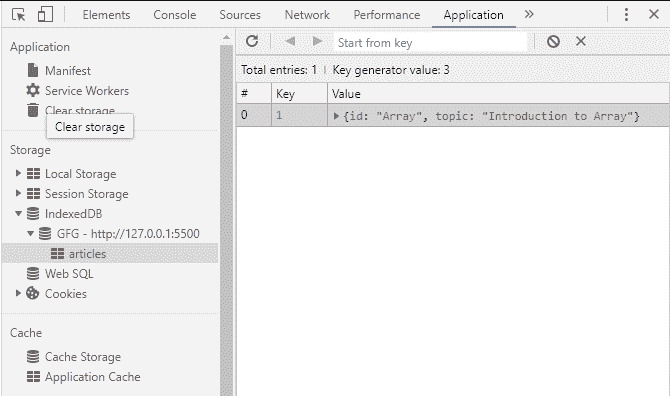 Elements Console Sources Network Performance Application »
Application
Manifest
Service Workers
Clear storage
Clear storage
Storage
Local Storage
Session Storage
IndexedDB
GFG - http://127.0.0.1:5500
articles
Web SQL
Cookies
Cache
Cache Storage
Application Cache
Start from key
Total entries: 1 | Key generator value: 3
# Key Value
0 1 {id: "Array", topic: "Introduction to Array"}